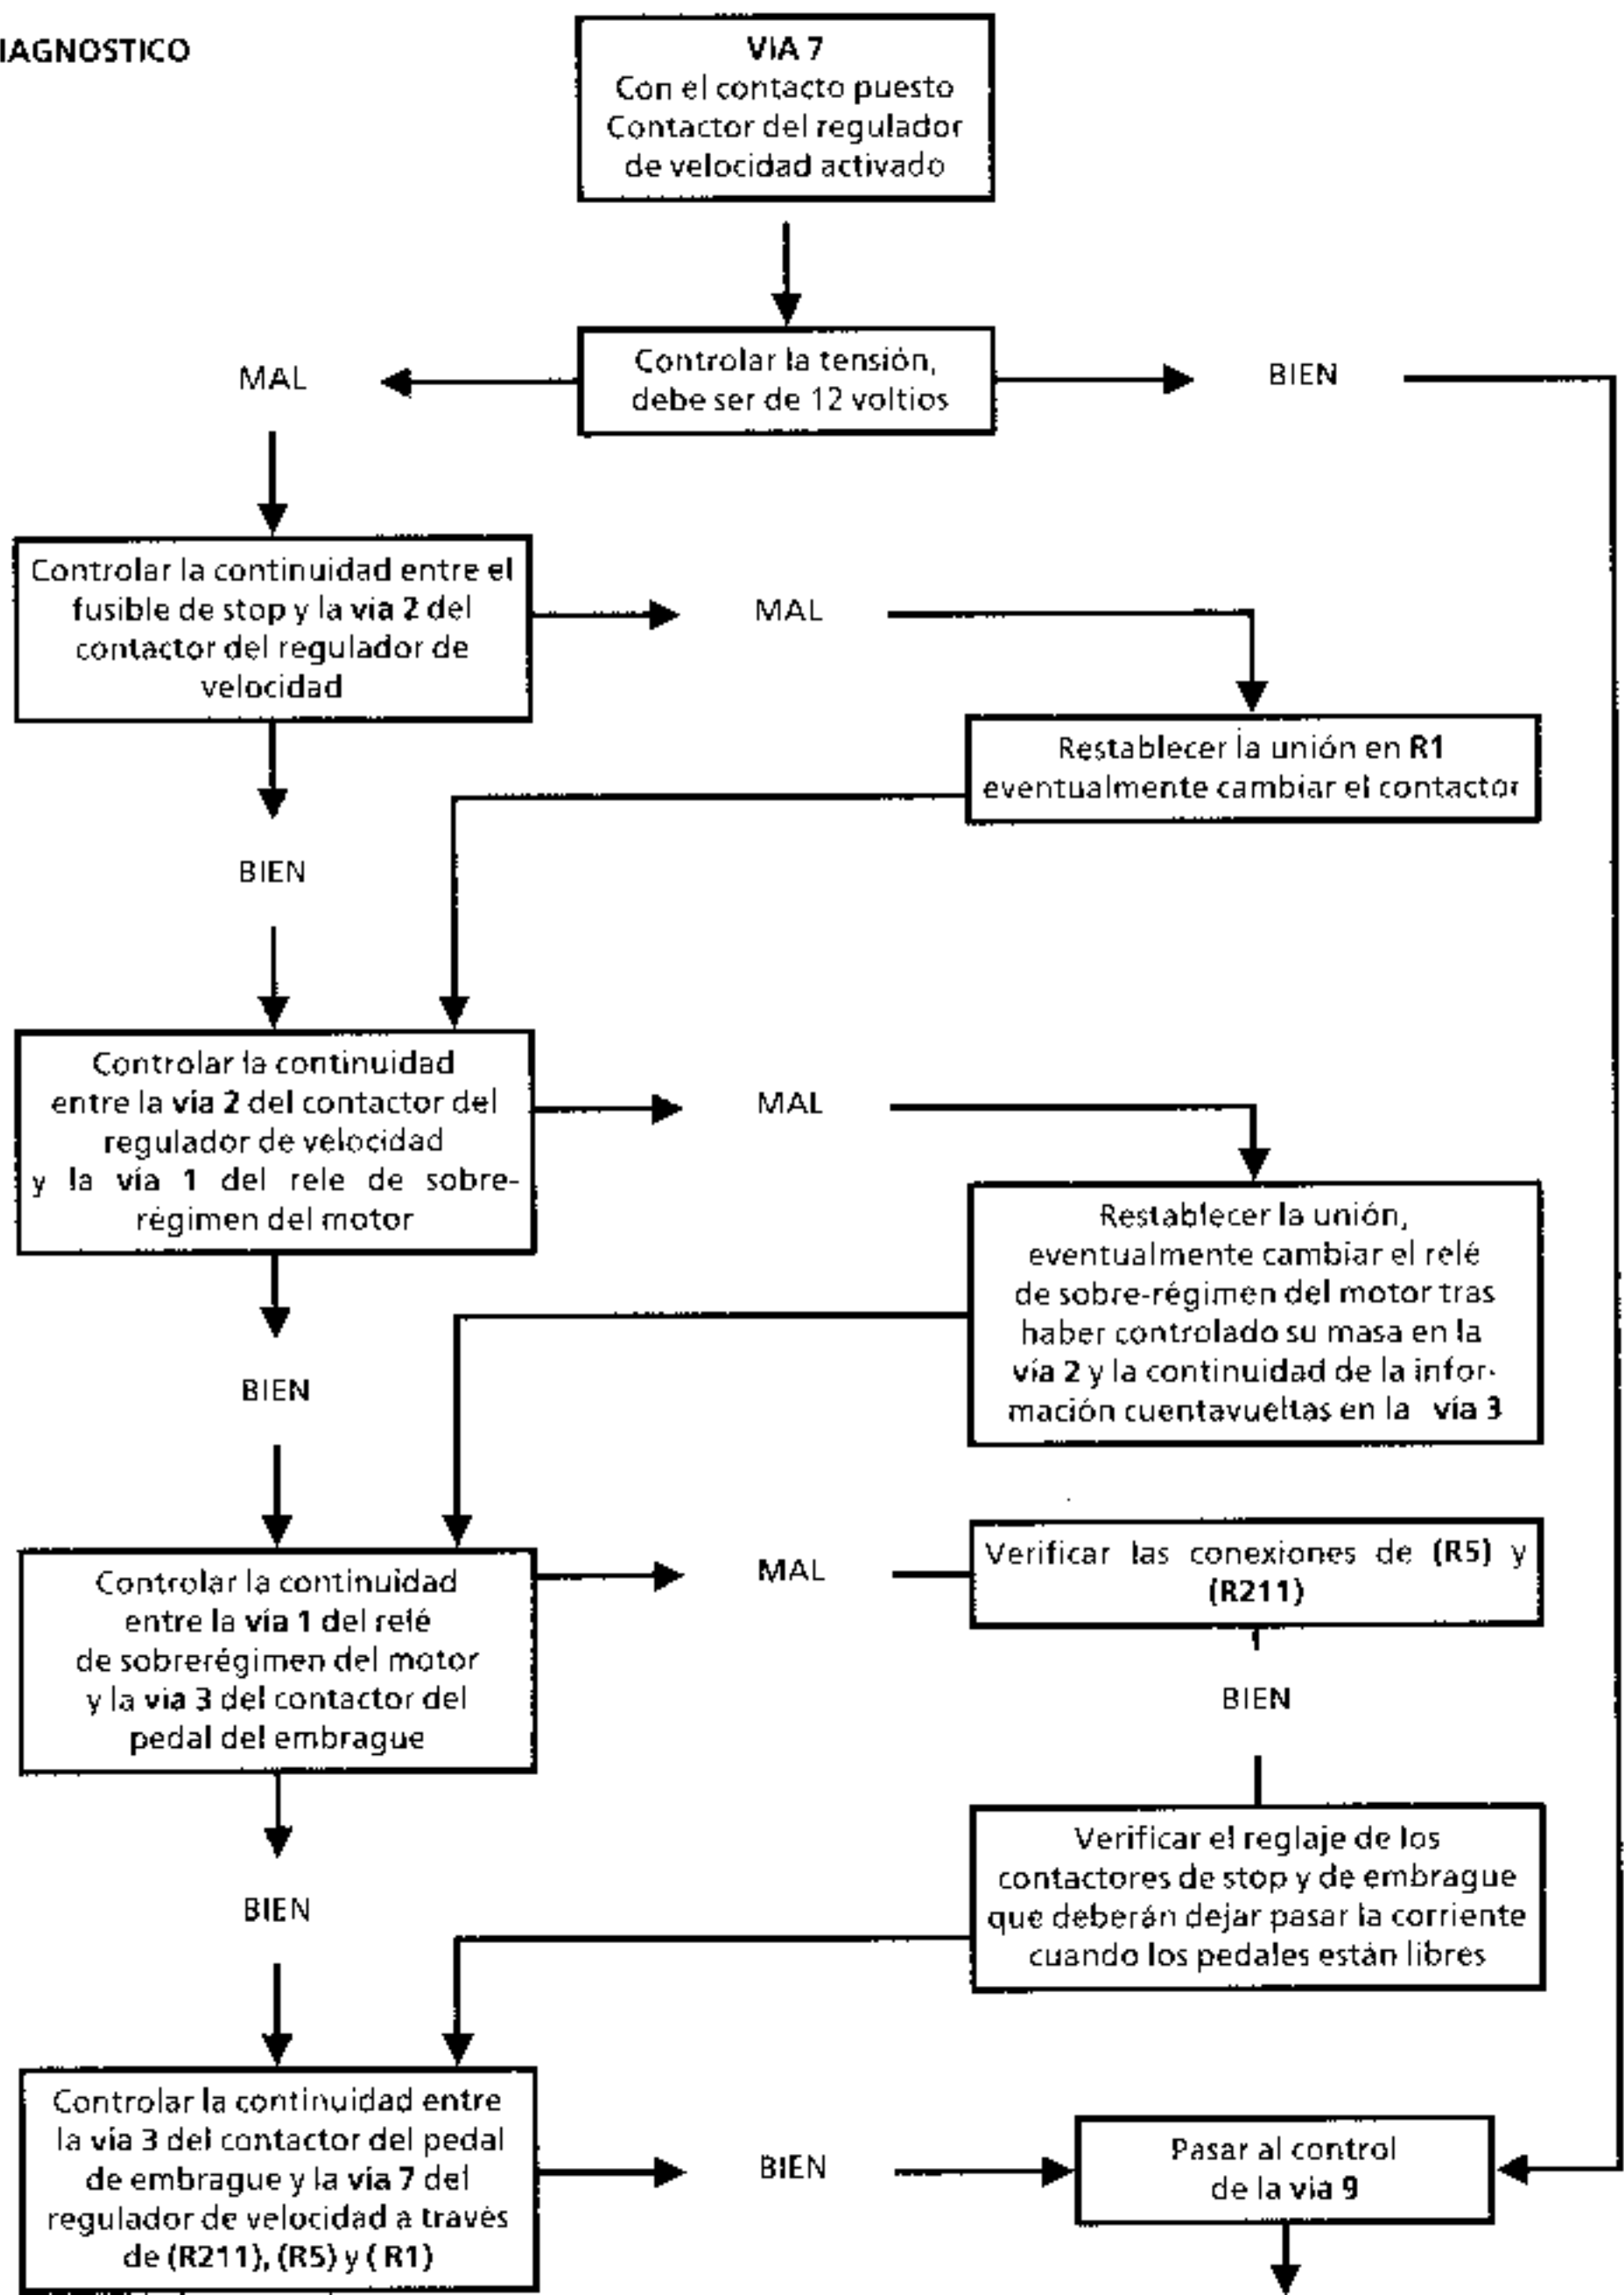 IAGNOSTICO
VIA 7
Con el contacto puesto
Contactor del regulador
de velocidad activado
Controlar la tensión,
debe ser de 12 voltios
MAL
BIEN
Controlar la continuidad entre el
fusible de stop y la via 2 del
contactor del regulador de
velocidad
MAL
Restablecer la unión en R1
eventualmente cambiar el contactor
BIEN
Controlar la continuidad
entre la vía 2 del contactor del
regulador de velocidad
y la vía 1 del rele de sobre-
régimen del motor
MAL
Restablecer la unión,
eventualmente cambiar el relé
de sobre-régimen del motor tras
haber controlado su masa en la
vía 2 y la continuidad de la infor-
mación cuentavueltas en la vía 3
BIEN
Controlar la continuidad
entre la vía 1 del relé
de sobrerégimen del motor
y la via 3 del contactor del
pedal del embrague
MAL
Verificar las conexiones de (R5) y
(R211)
BIEN
Verificar el reglaje de los
contactores de stop y de embrague
que deberán dejar pasar la corriente
cuando los pedales están libres
BIEN
Controlar la continuidad entre
la vía 3 del contactor del pedal
de embrague y la vía 7 del
regulador de velocidad a través
de (R211), (R5) y ( R1)
BIEN
Pasar al control
de la via 9